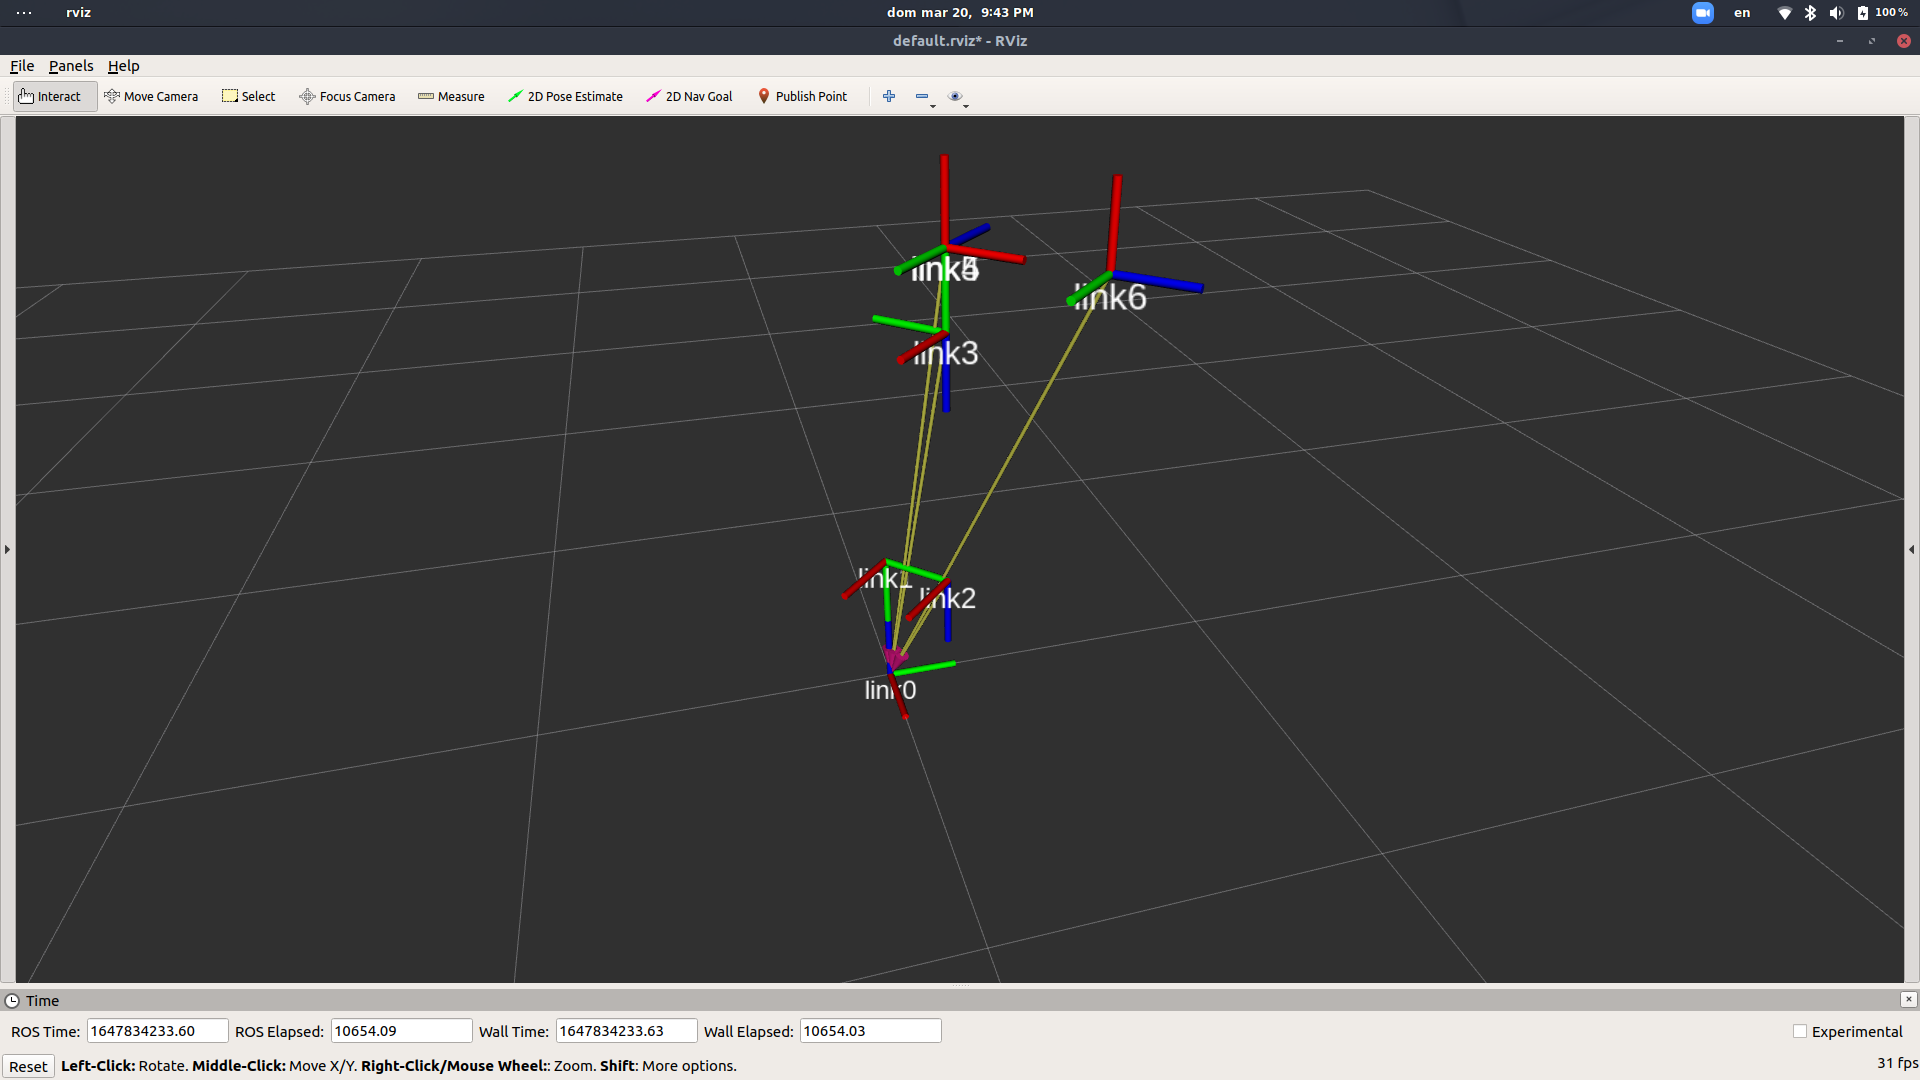 rviz
dom mar 20, 9:43 PM
en
100 %
default.rviz* - RViz
File Panels Help
Interact Move Camera Select Focus Camera Measure 2D Pose Estimate 2D Nav Goal Publish Point
link6
link3
link1
link2
link0
Time
ROS Time: 1647834233.60 ROS Elapsed: 10654.09 Wall Time: 1647834233.63 Wall Elapsed: 10654.03 Experimental
Reset Left-Click: Rotate. Middle-Click: Move X/Y. Right-Click/Mouse Wheel:: Zoom. Shift: More options. 31 fps